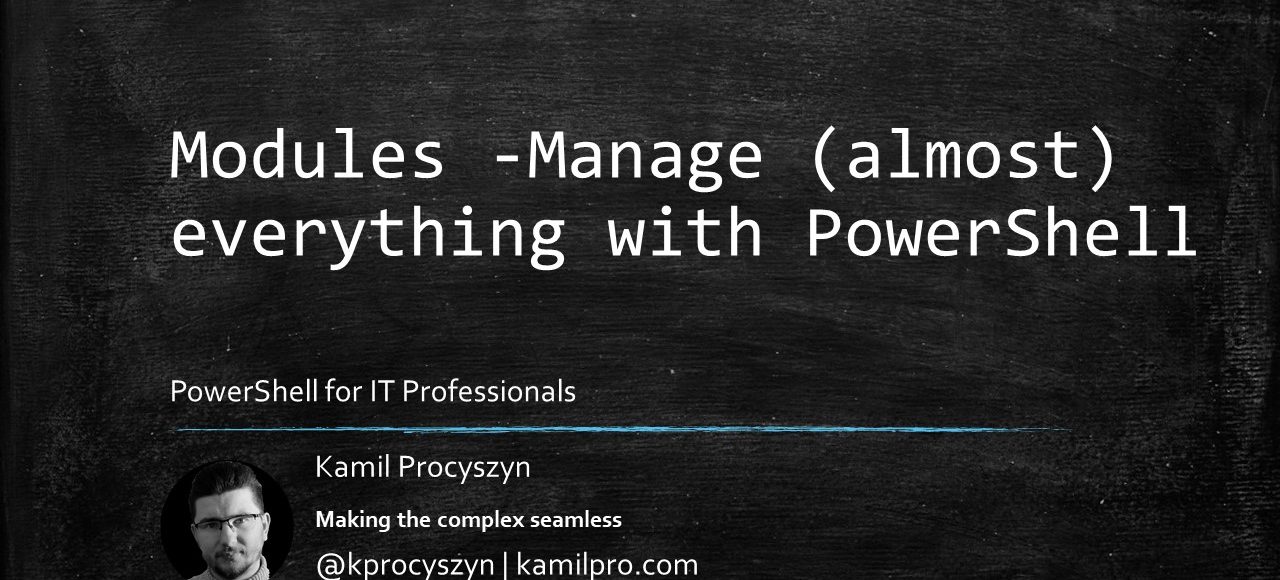 Modules -Manage (almost)
everything with PowerShell
PowerShell for IT Professionals
Kamil Procyszyn
Making the complex seamless
@kprocyszyn | kamilpro.com